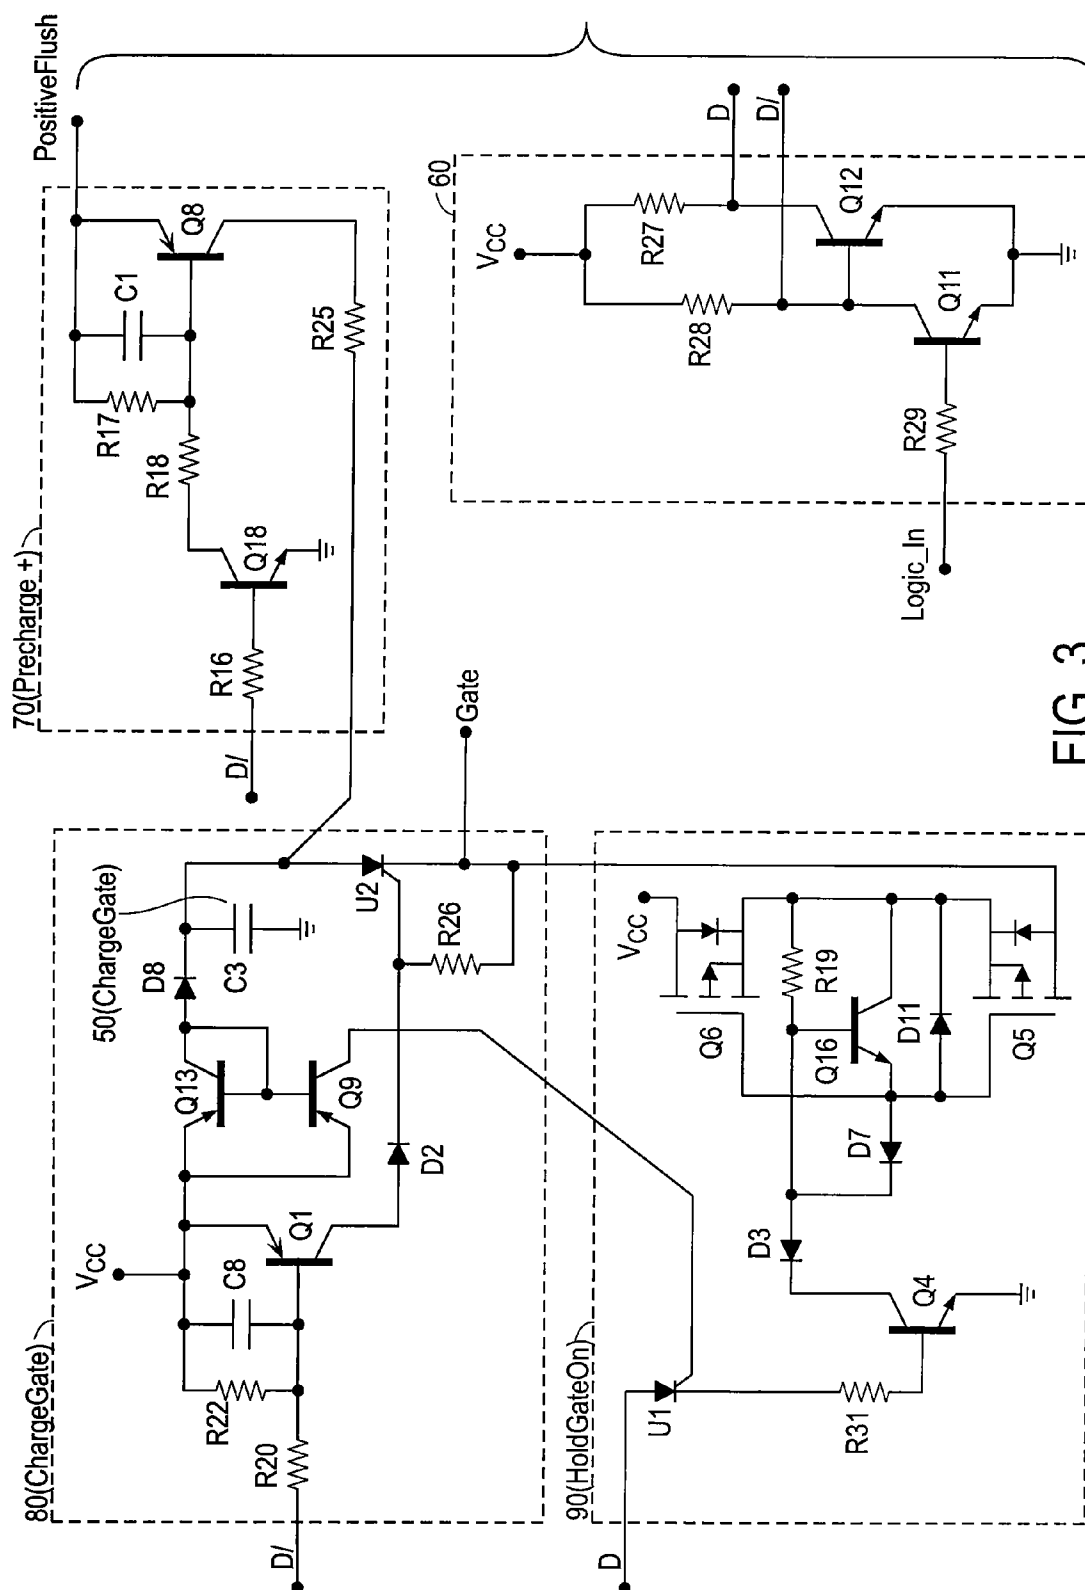 PositiveFlush
70(Precharge +)
Q8
C1
R17
R18
Q18
R16
D/
R25
60
VCC
R27
R28
D
D/
Q12
Q11
R29
Logic_In
80(ChargeGate)
VCC
C8
R22
R20
D/
Q1
D2
Q13
Q9
D8
50(ChargeGate)
C3
U2
R26
Gate
90(HoldGateOn)
D
U1
R31
Q4
D3
D7
Q16
R19
D11
Q6
VCC
Q5
FIG. 3